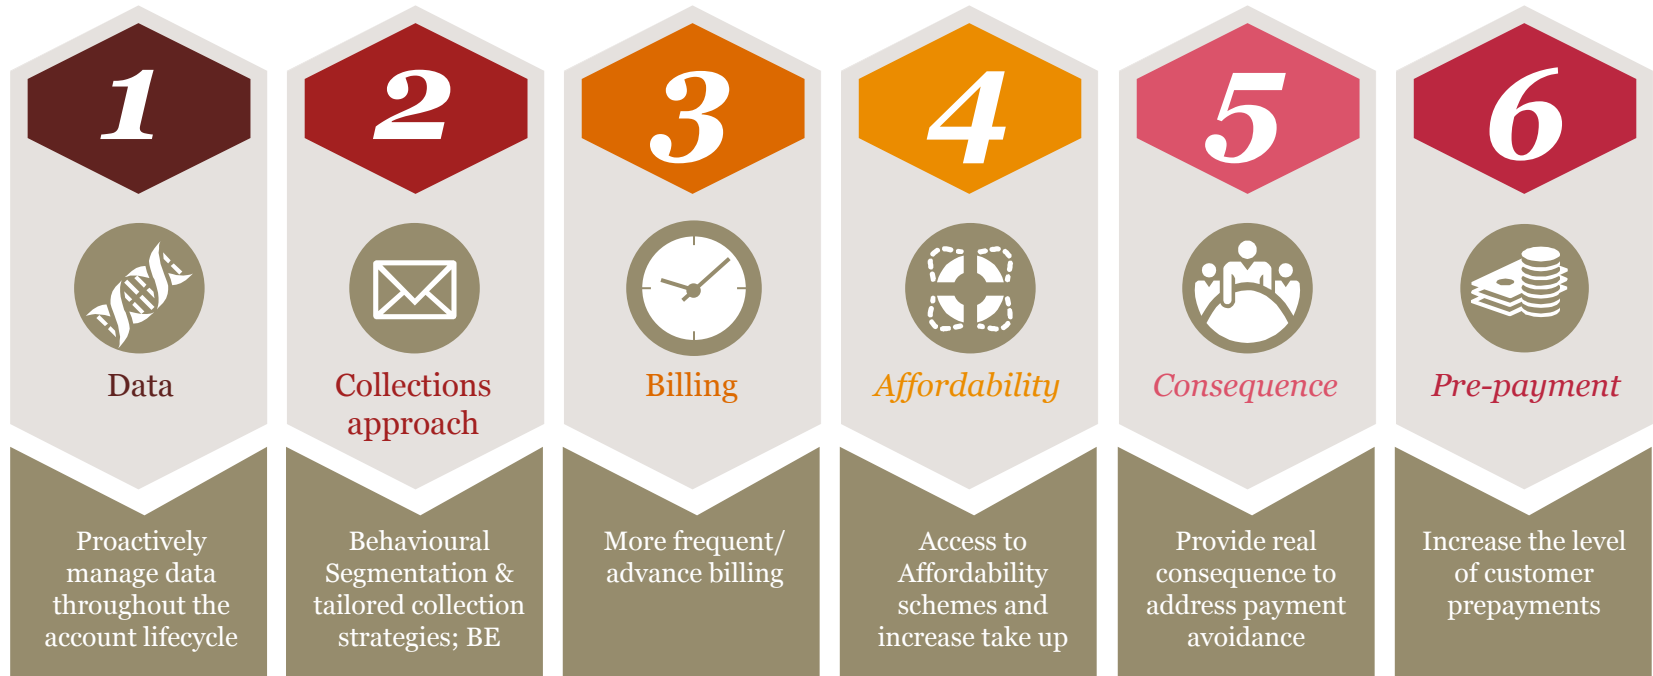 1
Data
Proactively
manage data
throughout the
account lifecycle
2
Collections
approach
Behavioural
Segmentation &
tailored collection
strategies; BE
3
Billing
More frequent/
advance billing
4
Affordability
Access to
Affordability
schemes and
increase take up
5
Consequence
Provide real
consequence to
address payment
avoidance
6
Pre-payment
Increase the level
of customer
prepayments